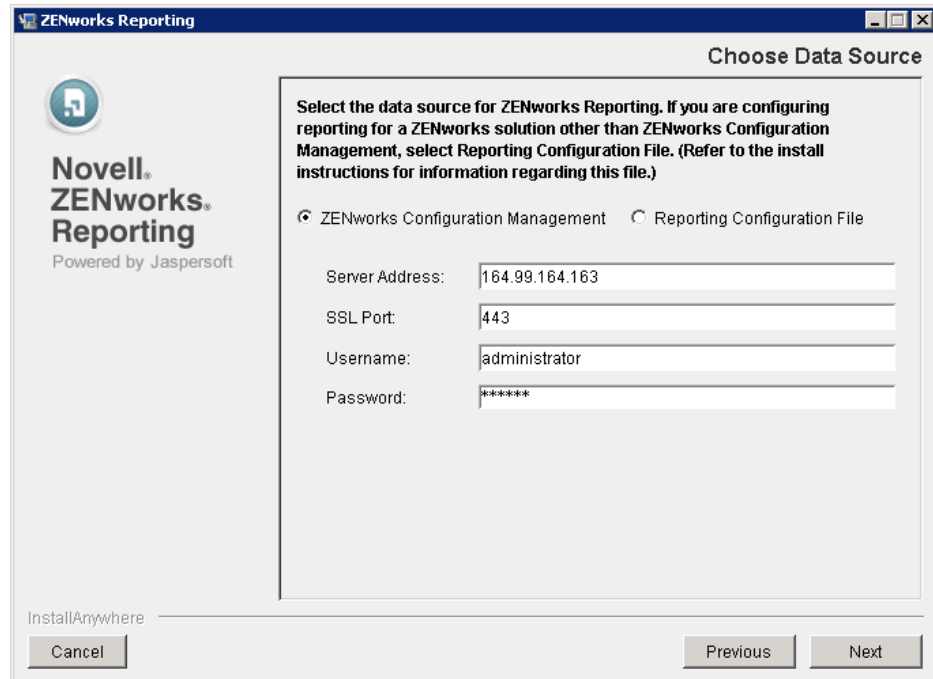 ZENworks Reporting
Choose Data Source
Novell®
ZENworks®
Reporting
Powered by Jaspersoft
Select the data source for ZENworks Reporting. If you are configuring
reporting for a ZENworks solution other than ZENworks Configuration
Management, select Reporting Configuration File. (Refer to the install
instructions for information regarding this file.)
ZENworks Configuration Management Reporting Configuration File
Server Address: 164.99.164.163
SSL Port: 443
Username: administrator
Password: ******
InstallAnywhere
Cancel Previous Next